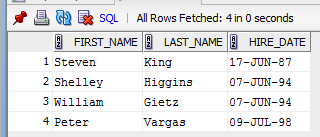 SQL | All Rows Fetched: 4 in 0 seconds
FIRST_NAME LAST_NAME HIRE_DATE
1 Steven King 17-JUN-87
2 Shelley Higgins 07-JUN-94
3 William Gietz 07-JUN-94
4 Peter Vargas 09-JUL-98